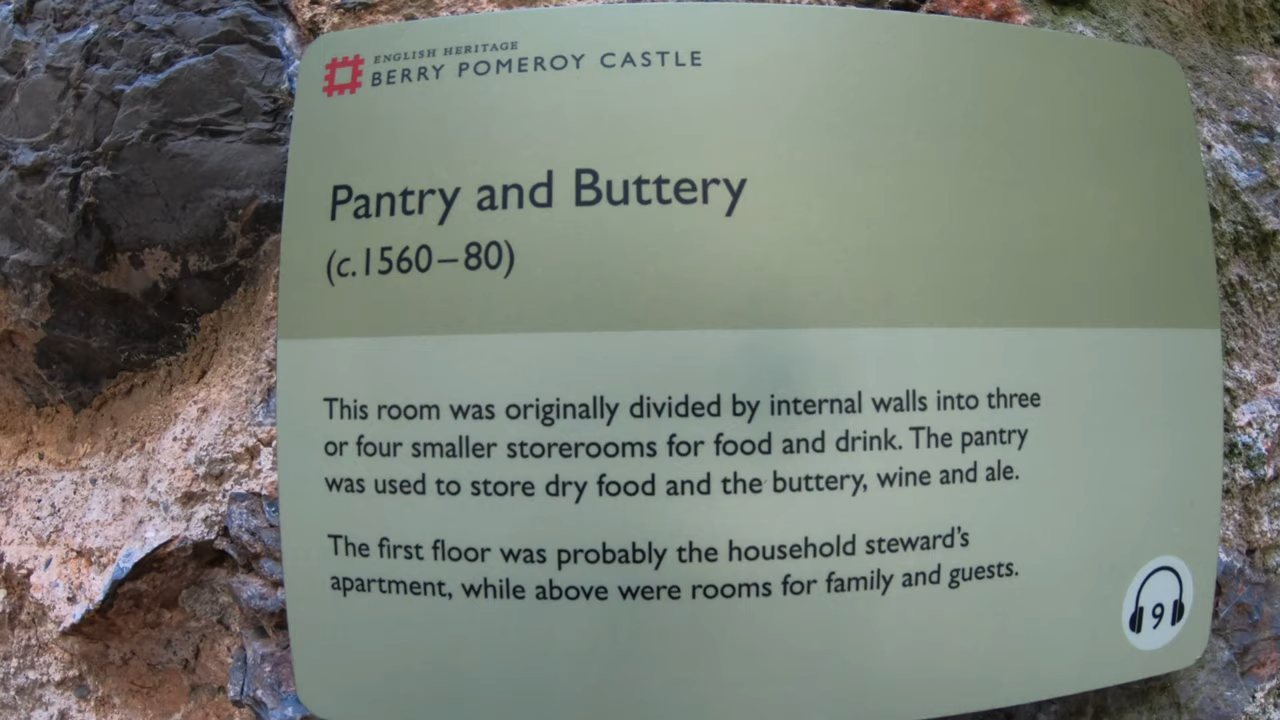 ENGLISH HERITAGE
BERRY POMEROY CASTLE
Pantry and Buttery
(c.1560–80)
This room was originally divided by internal walls into three
or four smaller storerooms for food and drink. The pantry
was used to store dry food and the buttery, wine and ale.
The first floor was probably the household steward's
apartment, while above were rooms for family and guests.
9